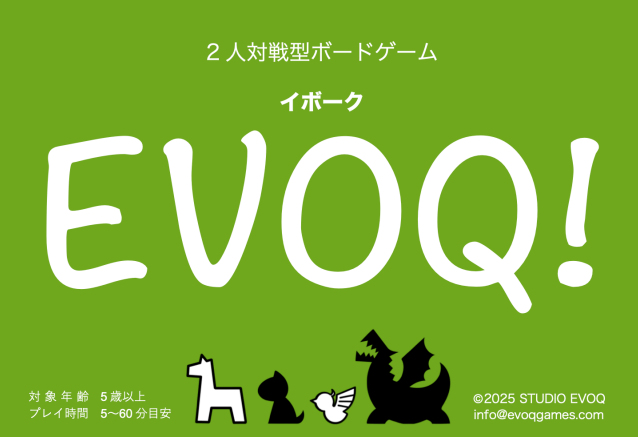 2人対戦型ボードゲーム
イボーク
EVOQ!
対象年齢 5歳以上
プレイ時間 5〜60分目安
©2025 STUDIO EVOQ
info@evoqgames.com